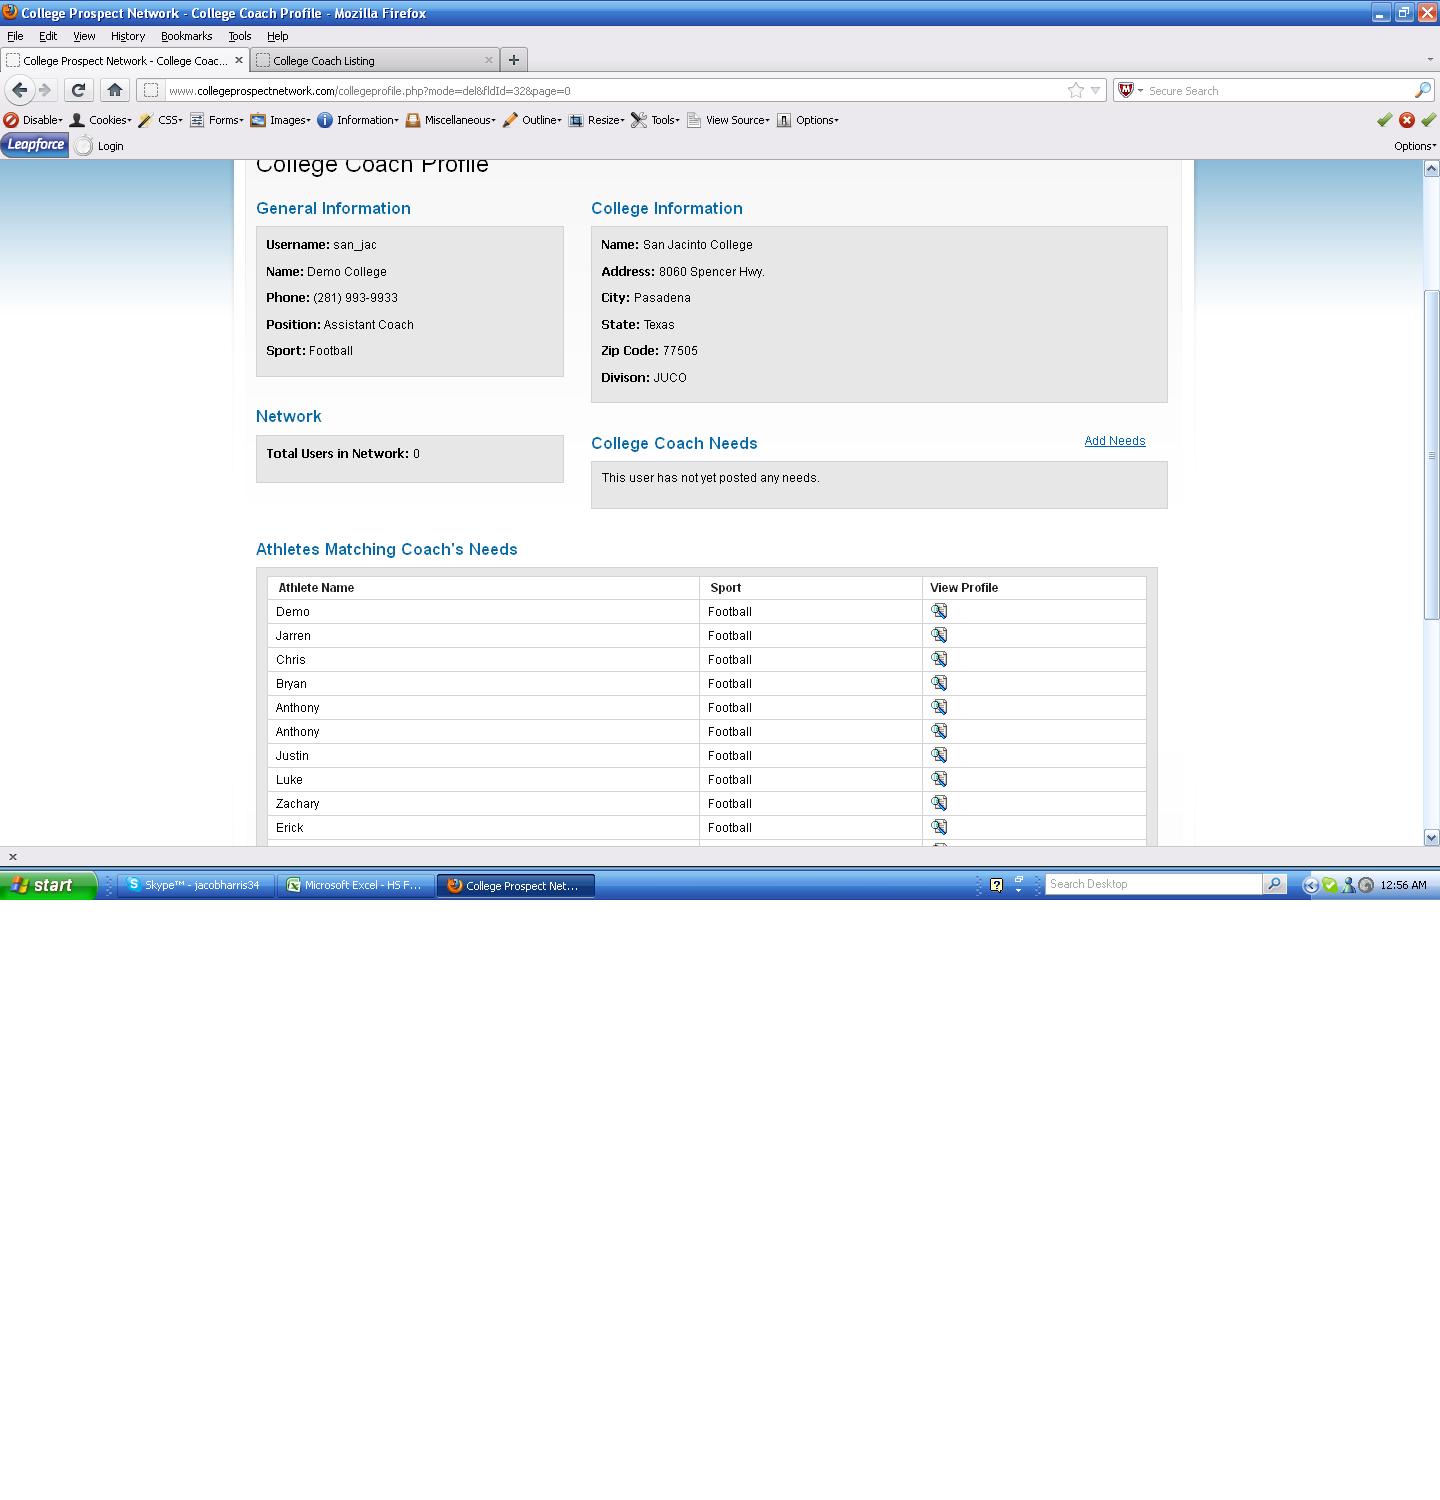 College Prospect Network - College Coach Profile - Mozilla Firefox
File Edit View History Bookmarks Tools Help
College Prospect Network - College Coac... × College Coach Listing × +
www.collegeprospectnetwork.com/collegeprofile.php?mode=del&fldId=32&page=0 Secure Search
Disable Cookies CSS Forms Images Information Miscellaneous Outline Resize Tools View Source Options
Leapforce Login Options
College Coach Profile
General Information
Username: san_jac
Name: Demo College
Phone: (281) 993-9933
Position: Assistant Coach
Sport: Football
College Information
Name: San Jacinto College
Address: 8060 Spencer Hwy.
City: Pasadena
State: Texas
Zip Code: 77505
Divison: JUCO
Network
Total Users in Network: 0
College Coach Needs Add Needs
This user has not yet posted any needs.
Athletes Matching Coach's Needs
Athlete Name Sport View Profile
Demo Football
Jarren Football
Chris Football
Bryan Football
Anthony Football
Anthony Football
Justin Football
Luke Football
Zachary Football
Erick Football
x
start Skype™ - jacobharris34 Microsoft Excel - HS F... College Prospect Net... Search Desktop 12:56 AM